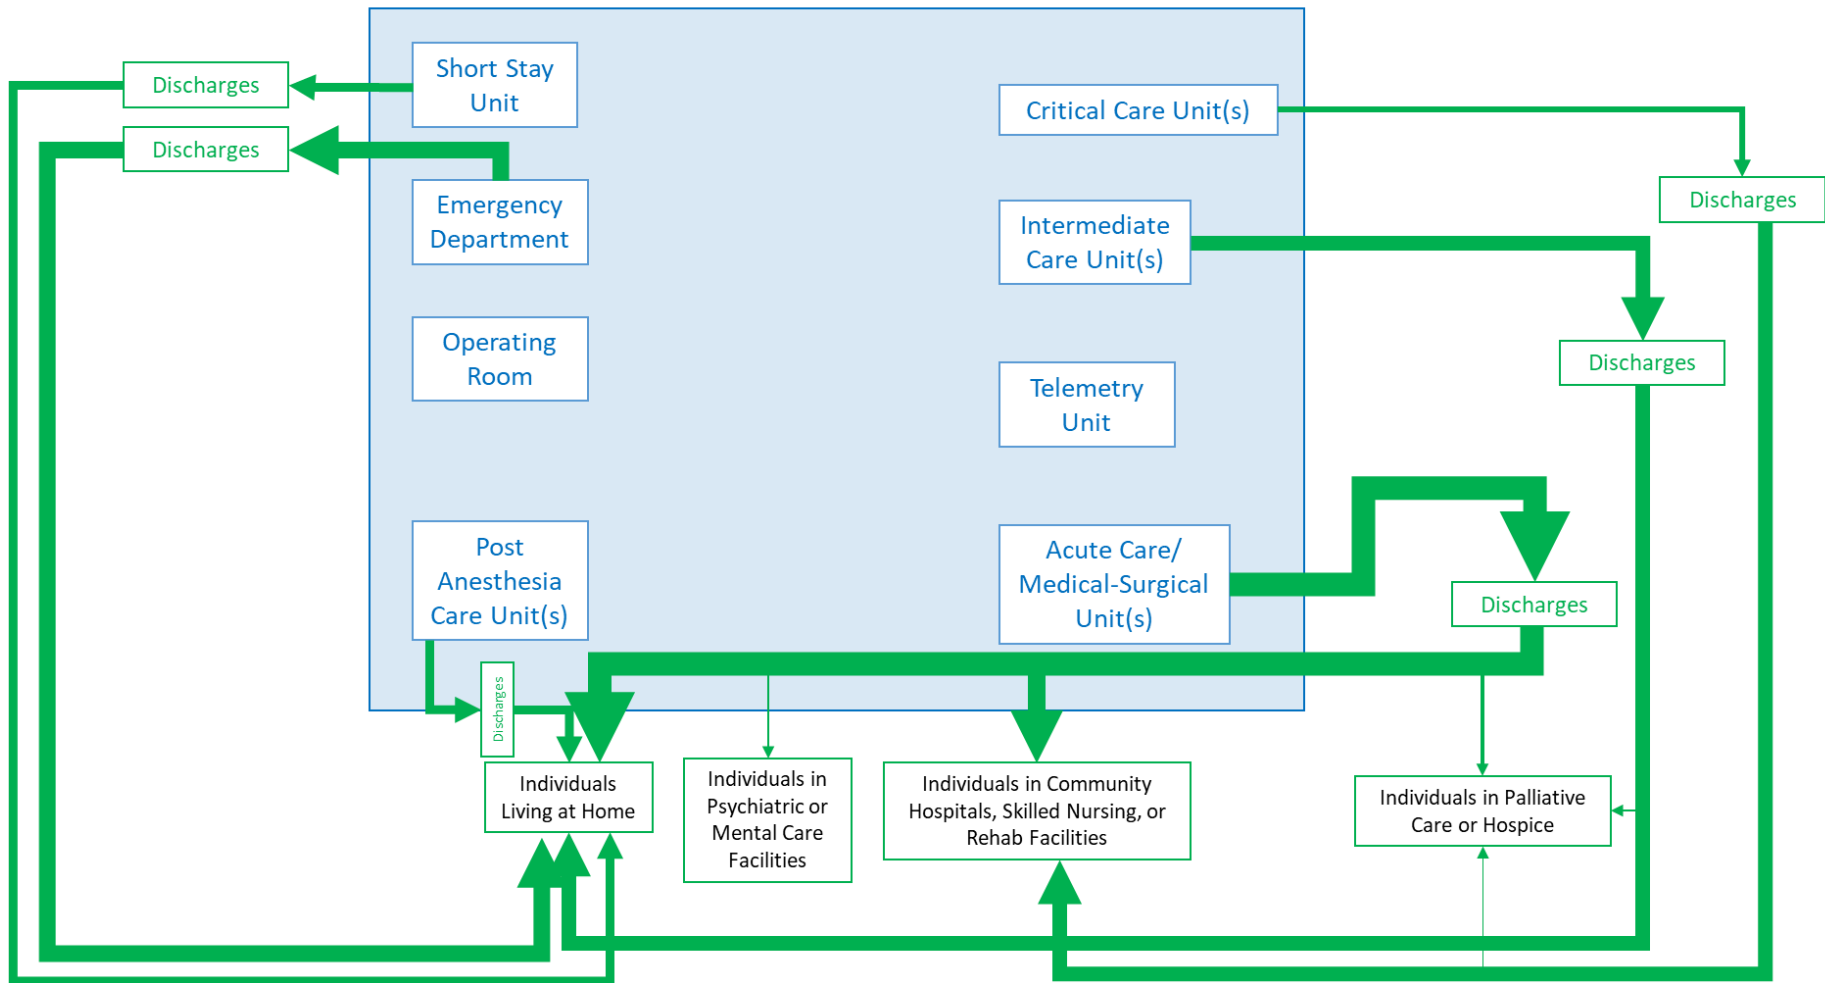 Short Stay
Unit
Discharges
Critical Care Unit(s)
Discharges
Emergency
Department
Discharges
Intermediate
Care Unit(s)
Operating
Room
Discharges
Telemetry
Unit
Post
Anesthesia
Care Unit(s)
Acute Care/
Medical-Surgical
Unit(s)
Discharges
Discharges
Individuals
Living at Home
Individuals in
Psychiatric or
Mental Care
Facilities
Individuals in Community
Hospitals, Skilled Nursing, or
Rehab Facilities
Individuals in Palliative
Care or Hospice